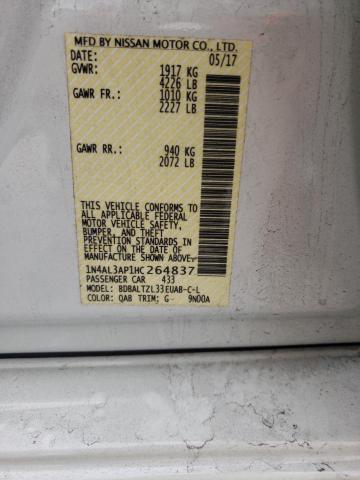 MFD BY NISSAN MOTOR CO., LTD.
DATE: 05/17
GVWR: 1917 KG
4226 LB
GAWR FR.: 1010 KG
2227 LB
GAWR RR.: 940 KG
2072 LB
THIS VEHICLE CONFORMS TO
ALL APPLICABLE FEDERAL
MOTOR VEHICLE SAFETY,
BUMPER, AND THEFT
PREVENTION STANDARDS IN
EFFECT ON THE DATE OF
MANUFACTURE SHOWN ABOVE.
1N4AL3AP1HC264837
PASSENGER CAR 433
MODEL: BDBALTZL33EUAB-C-L
COLOR: QAB TRIM: G 9N00A